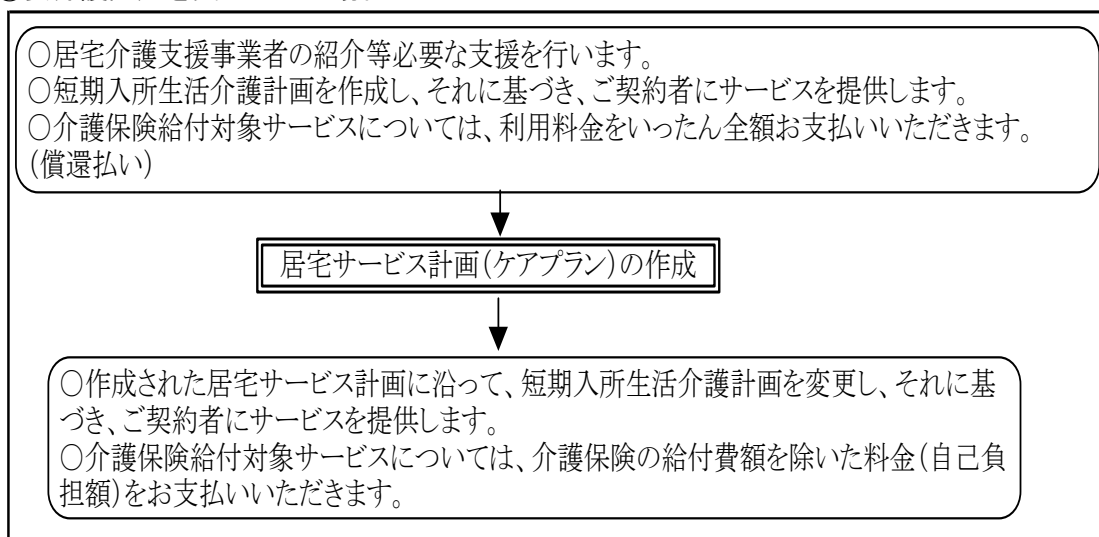 ○居宅介護支援事業者の紹介等必要な支援を行います。
○短期入所生活介護計画を作成し、それに基づき、ご契約者にサービスを提供します。
○介護保険給付対象サービスについては、利用料金をいったん全額お支払いいただきます。
(償還払い)
居宅サービス計画(ケアプラン)の作成
○作成された居宅サービス計画に沿って、短期入所生活介護計画を変更し、それに基
づき、ご契約者にサービスを提供します。
○介護保険給付対象サービスについては、介護保険の給付費額を除いた料金(自己負
担額)をお支払いいただきます。